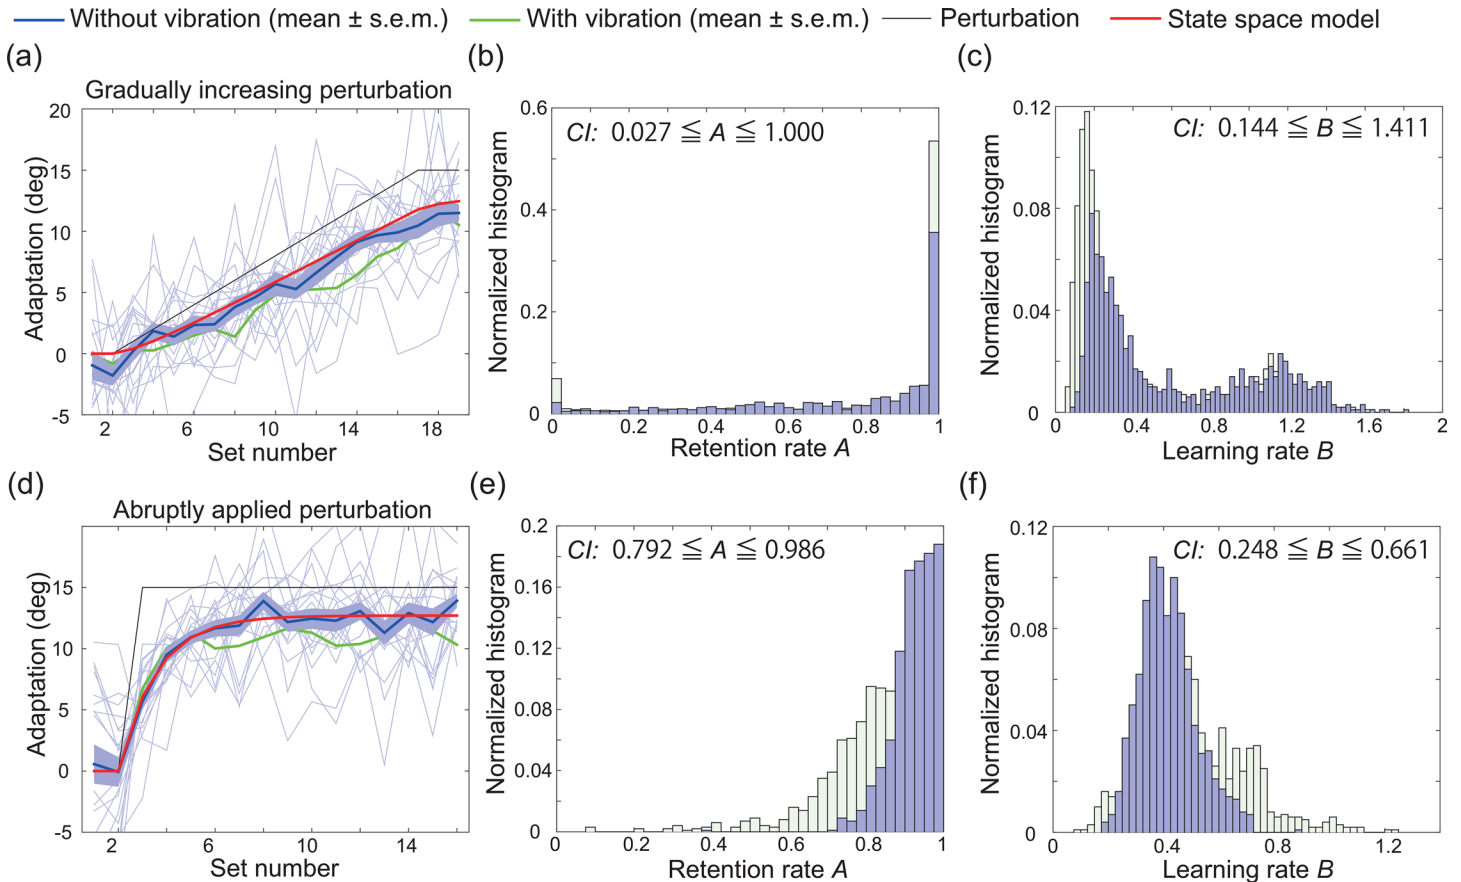 Without vibration (mean ± s.e.m.) With vibration (mean ± s.e.m.) Perturbation State space model
(a) (b) (c)
Gradually increasing perturbation
Adaptation (deg)
20
15
10
5
0
-5
2 6 10 14 18
Set number
CI: 0.027 ≦ A ≦ 1.000
Normalized histogram
0.6
0.4
0.2
0
0 0.2 0.4 0.6 0.8 1
Retention rate A
CI: 0.144 ≦ B ≦ 1.411
Normalized histogram
0.12
0.08
0.04
0
0 0.4 0.8 1.2 1.6 2
Learning rate B
(d) (e) (f)
Abruptly applied perturbation
Adaptation (deg)
15
10
5
0
-5
2 6 10 14
Set number
CI: 0.792 ≦ A ≦ 0.986
Normalized histogram
0.2
0.16
0.12
0.08
0.04
0
0 0.2 0.4 0.6 0.8 1
Retention rate A
CI: 0.248 ≦ B ≦ 0.661
Normalized histogram
0.12
0.08
0.04
0
0 0.4 0.8 1.2
Learning rate B